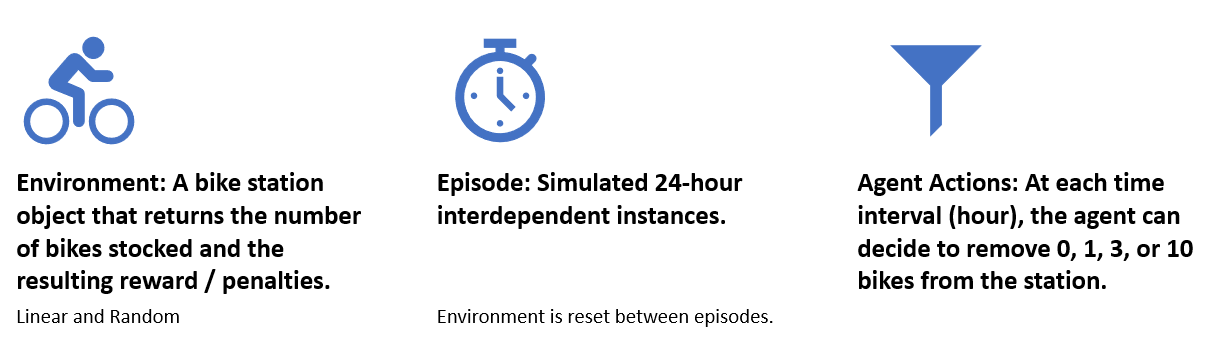 Environment: A bike station
object that returns the number
of bikes stocked and the
resulting reward / penalties.
Linear and Random
Episode: Simulated 24-hour
interdependent instances.
Environment is reset between episodes.
Agent Actions: At each time
interval (hour), the agent can
decide to remove 0, 1, 3, or 10
bikes from the station.